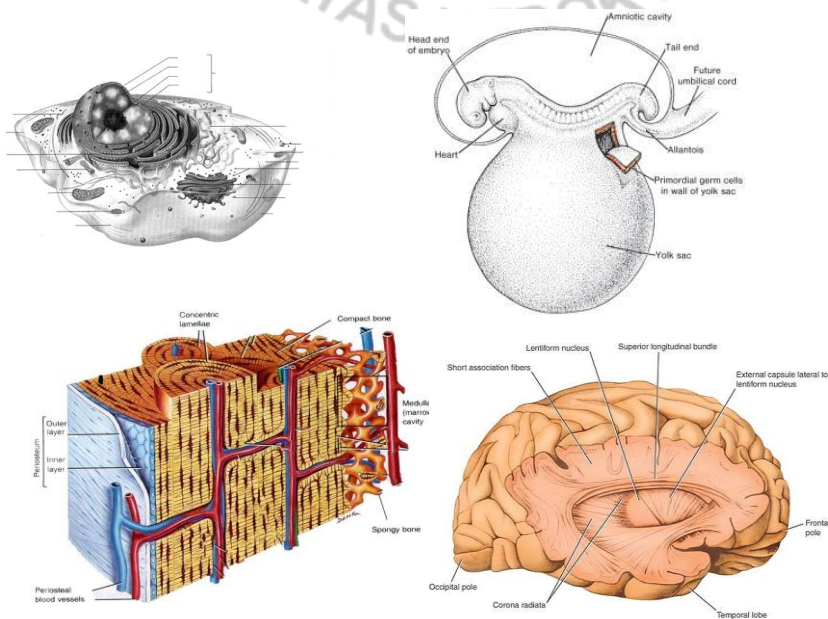 Amniotic cavity
Head end
of embryo
Tail end
Future
umbilical cord
Heart
Allantois
Primordial germ cells
in wall of yolk sac
Yolk sac
Concentric
lamellae
Compact bone
Medulla
(marrow
cavity
Outer
layer
Inner
layer
Periosteum
Spongy bone
Periosteal
blood vessels
Lentiform nucleus
Superior longitudinal bundle
Short association fibers
External capsule lateral to
lentiform nucleus
Frontal
pole
Occipital pole
Corona radiata
Temporal lobe